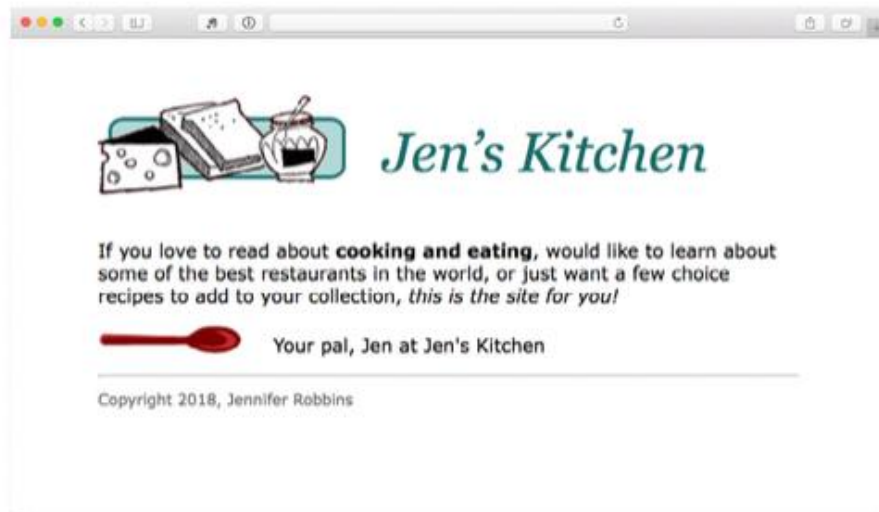 Jen’s Kitchen
If you love to read about cooking and eating, would like to learn about
some of the best restaurants in the world, or just want a few choice
recipes to add to your collection, this is the site for you!
Your pal, Jen at Jen's Kitchen
Copyright 2018, Jennifer Robbins